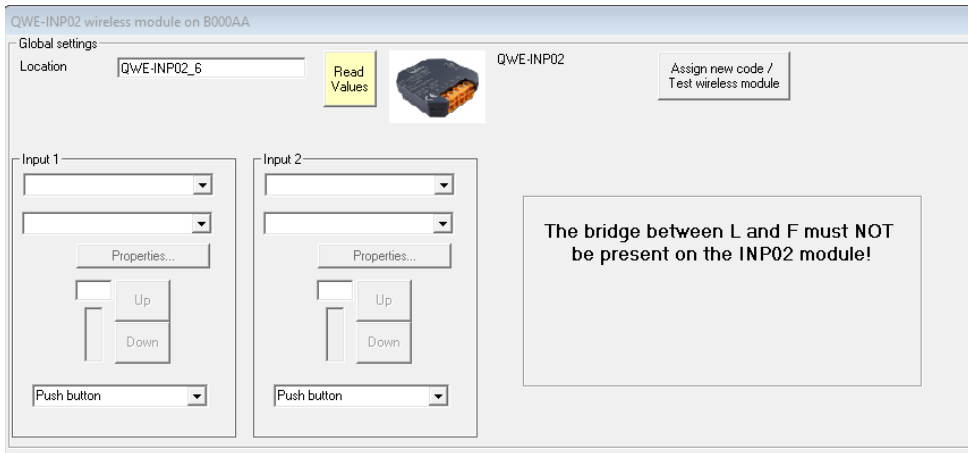 QWE-INP02 wireless module on B000AA
Global settings
Location
QWE-INP02_6
Read
Values
QWE-INP02
Assign new code /
Test wireless module
Input 1
Input 2
The bridge between L and F must NOT
be present on the INP02 module!
Properties...
Properties...
Up
Up
Down
Down
Push button
Push button